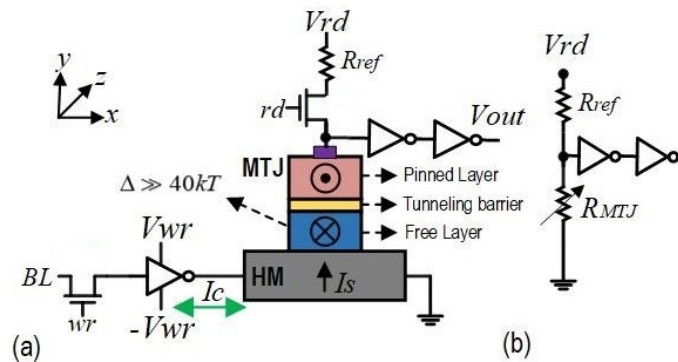 Vrd
Rref
rd
Vout
MTJ
Pinned Layer
Tunneling barrier
Free Layer
Δ ≫ 40kT
y
z
x
Vwr
BL
wr
-Vwr
Ic
HM
Is
(a)
Vrd
Rref
RMTJ
(b)